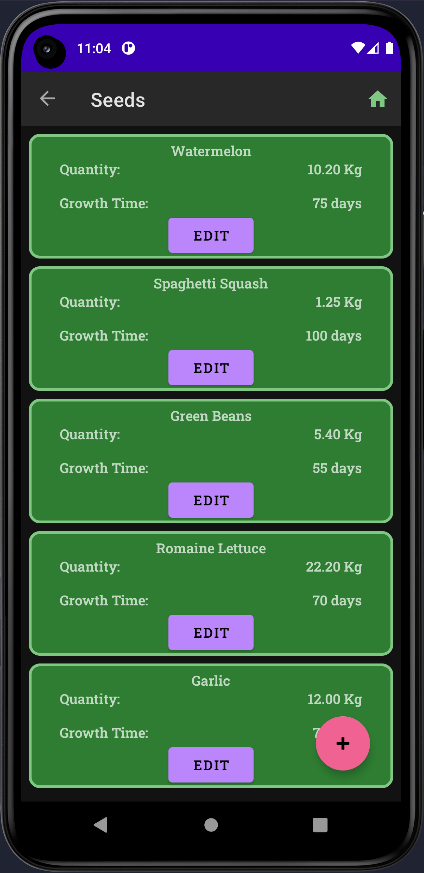 11:04
Seeds
Watermelon
Quantity: 10.20 Kg
Growth Time: 75 days
EDIT
Spaghetti Squash
Quantity: 1.25 Kg
Growth Time: 100 days
EDIT
Green Beans
Quantity: 5.40 Kg
Growth Time: 55 days
EDIT
Romaine Lettuce
Quantity: 22.20 Kg
Growth Time: 70 days
EDIT
Garlic
Quantity: 12.00 Kg
Growth Time:
EDIT
+